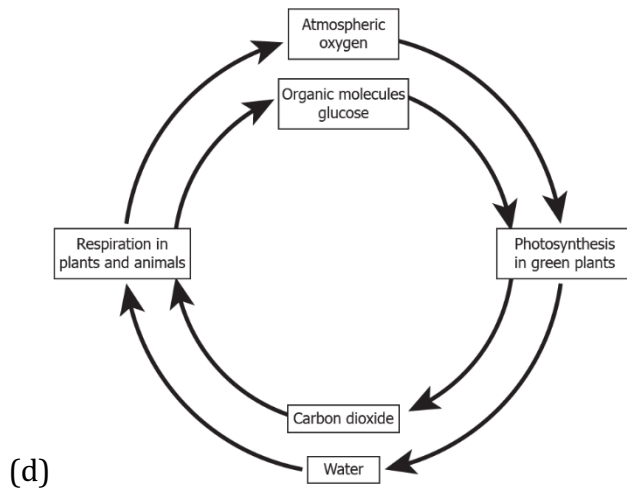 Atmospheric
oxygen
Organic molecules
glucose
Respiration in
plants and animals
Photosynthesis
in green plants
Carbon dioxide
Water
(d)